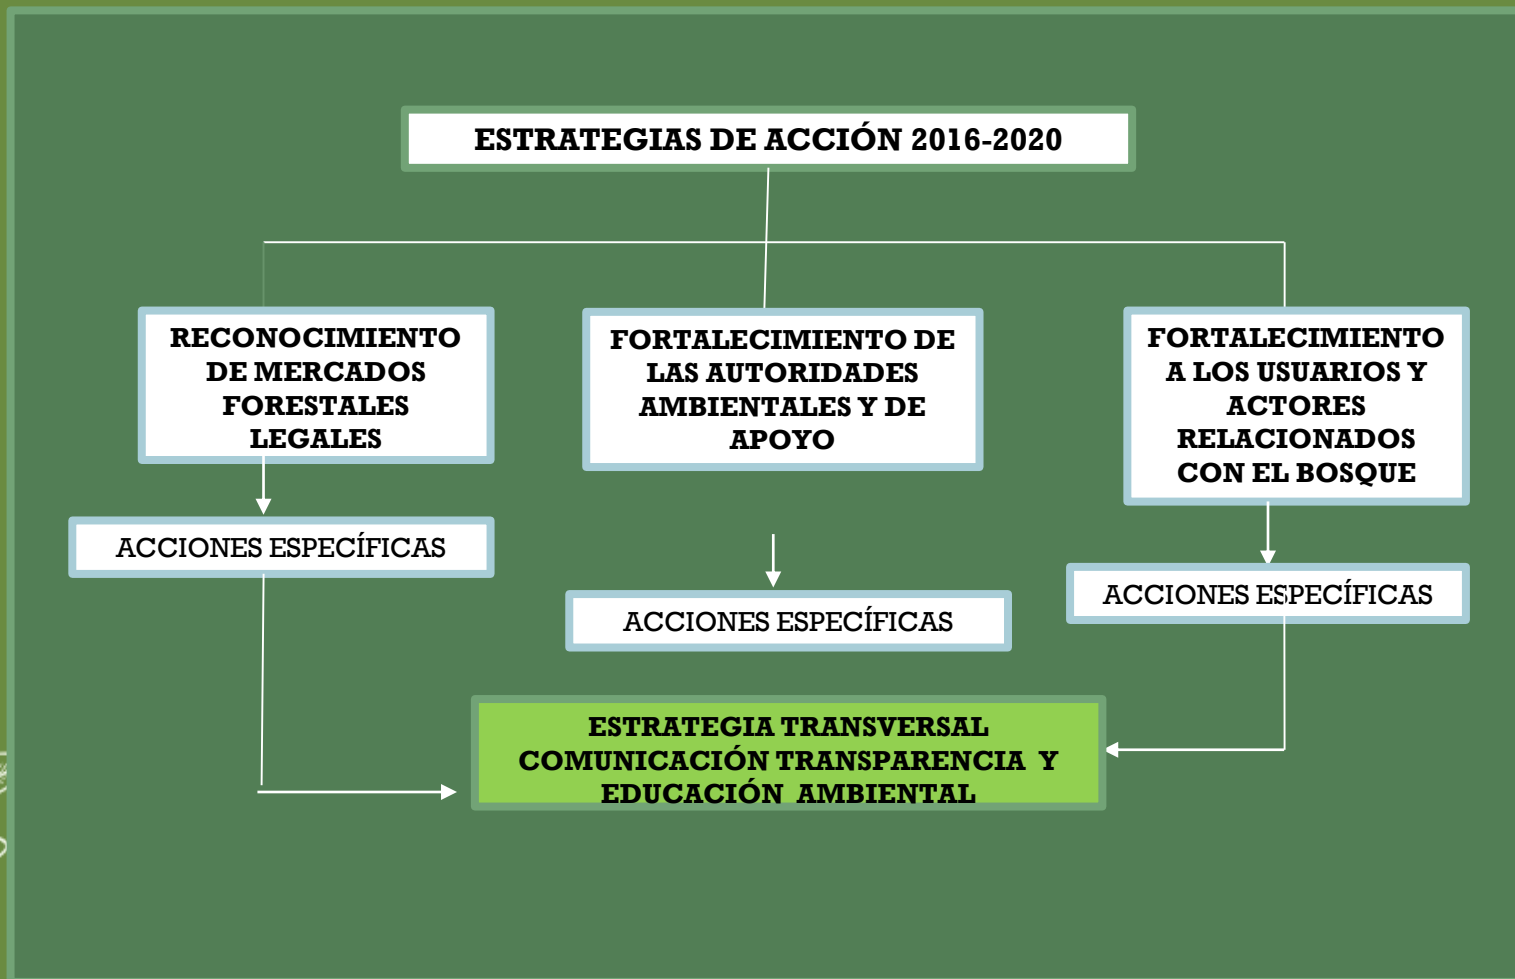 ESTRATEGIAS DE ACCIÓN 2016-2020
RECONOCIMIENTO
DE MERCADOS
FORESTALES
LEGALES
FORTALECIMIENTO DE
LAS AUTORIDADES
AMBIENTALES Y DE
APOYO
FORTALECIMIENTO
A LOS USUARIOS Y
ACTORES
RELACIONADOS
CON EL BOSQUE
ACCIONES ESPECÍFICAS
ACCIONES ESPECÍFICAS
ACCIONES ESPECÍFICAS
ESTRATEGIA TRANSVERSAL
COMUNICACIÓN TRANSPARENCIA Y
EDUCACIÓN AMBIENTAL